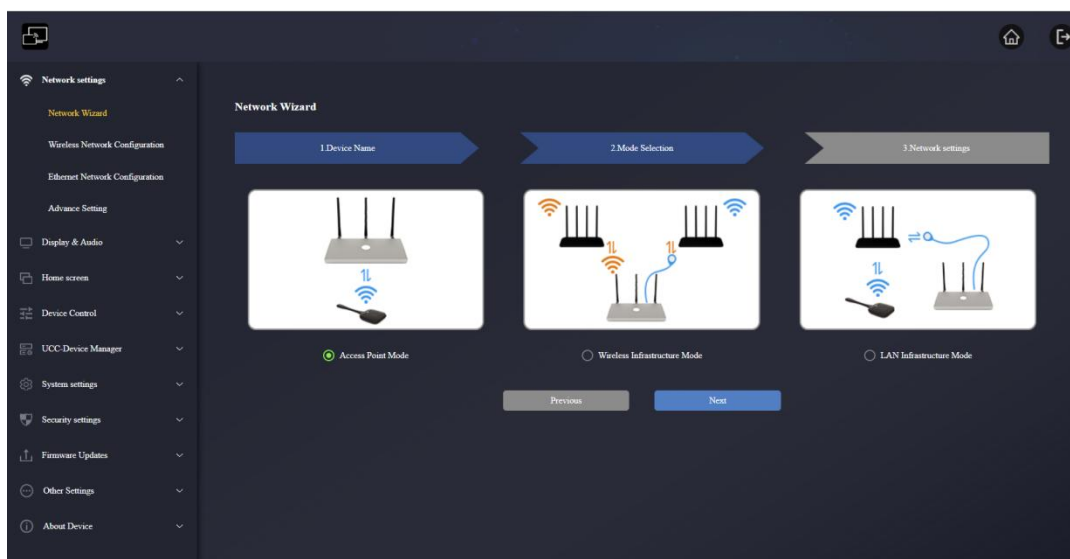 Network settings
Network Wizard
Wireless Network Configuration
Ethernet Network Configuration
Advance Setting
Display & Audio
Home screen
Device Control
UCC-Device Manager
System settings
Security settings
Firmware Updates
Other Settings
About Device
Network Wizard
1.Device Name
2.Mode Selection
3.Network settings
Access Point Mode
Wireless Infrastructure Mode
LAN Infrastructure Mode
Previous
Next